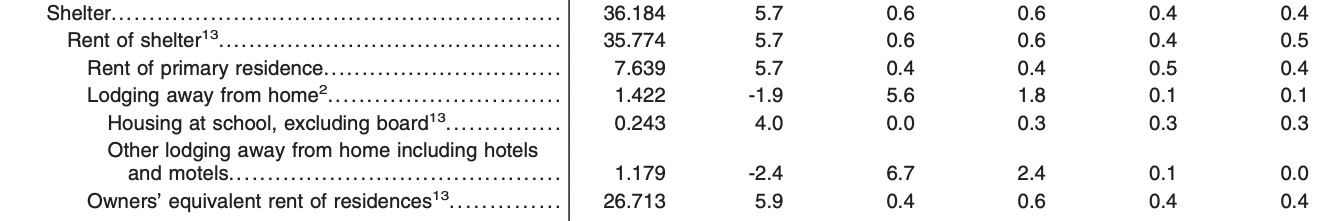 Shelter............................................................ 36.184 5.7 0.6 0.6 0.4 0.4
Rent of shelter¹³............................................. 35.774 5.7 0.6 0.6 0.4 0.5
Rent of primary residence............................... 7.639 5.7 0.4 0.4 0.5 0.4
Lodging away from home²............................... 1.422 -1.9 5.6 1.8 0.1 0.1
Housing at school, excluding board¹³............... 0.243 4.0 0.0 0.3 0.3 0.3
Other lodging away from home including hotels
and motels............................................ 1.179 -2.4 6.7 2.4 0.1 0.0
Owners’ equivalent rent of residences¹³.............. 26.713 5.9 0.4 0.6 0.4 0.4